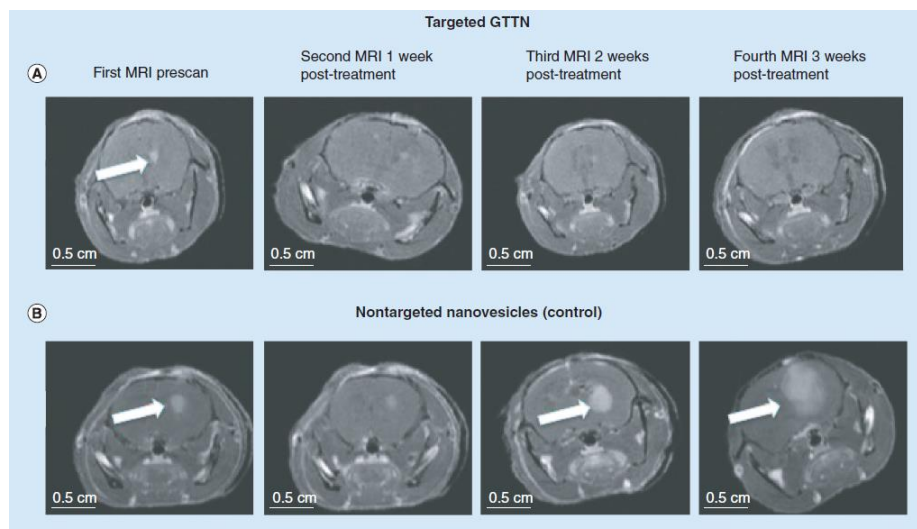 Targeted GTTN
A
First MRI prescan
Second MRI 1 week
post-treatment
Third MRI 2 weeks
post-treatment
Fourth MRI 3 weeks
post-treatment
0.5 cm
0.5 cm
0.5 cm
0.5 cm
B
Nontargeted nanovesicles (control)
0.5 cm
0.5 cm
0.5 cm
0.5 cm